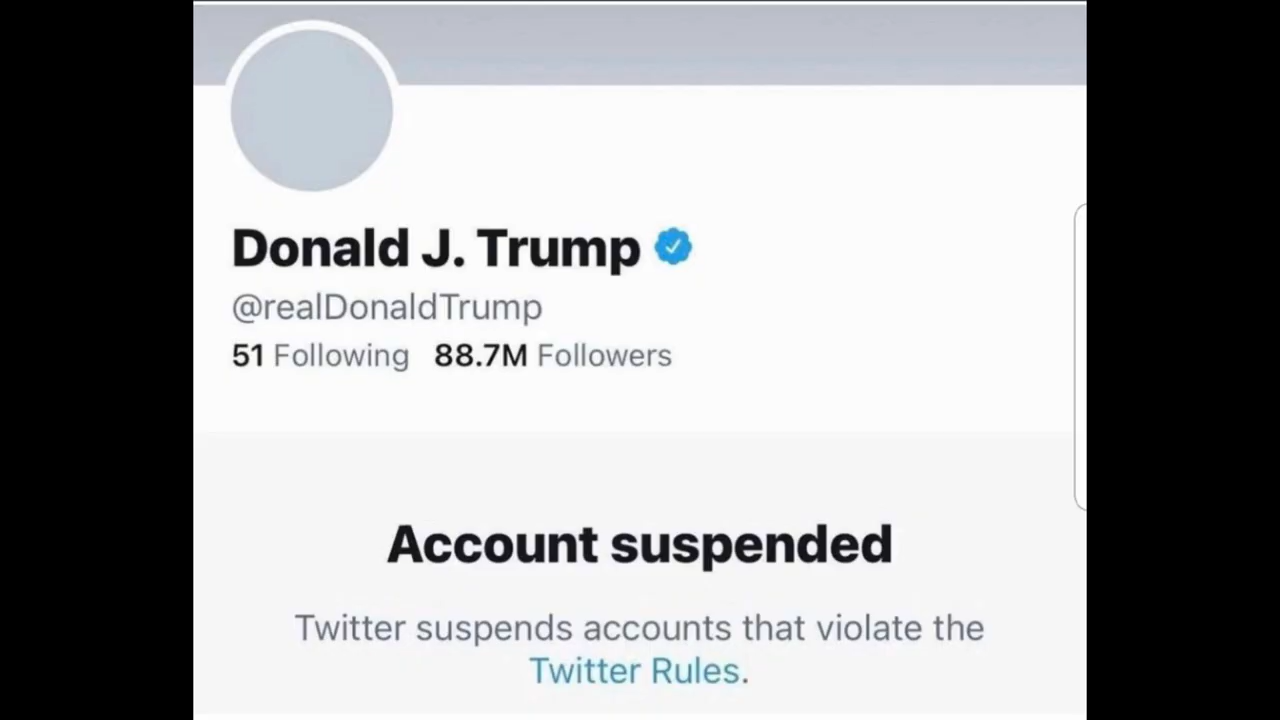 Donald J. Trump
@realDonaldTrump
51 Following 88.7M Followers
Account suspended
Twitter suspends accounts that violate the
Twitter Rules.